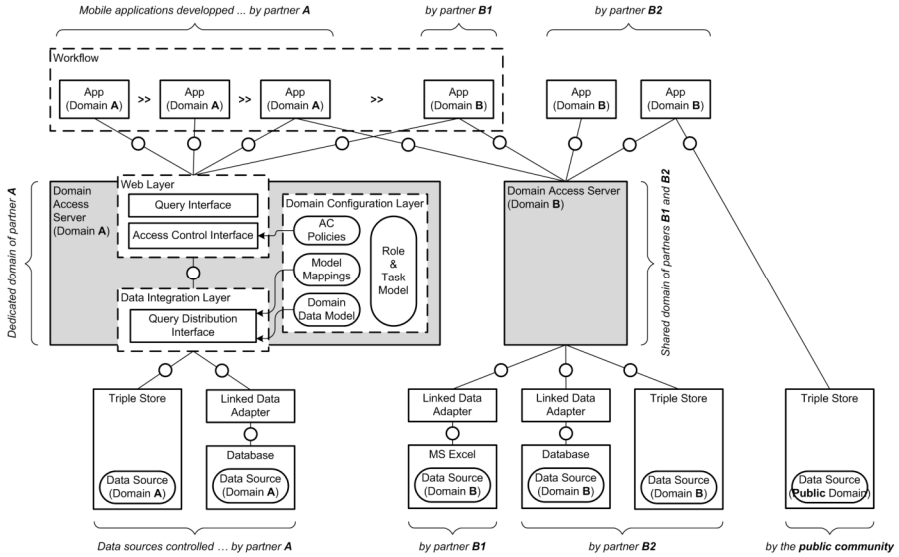 Mobile applications developped ... by partner A
by partner B1
by partner B2
Workflow
App
(Domain A)
>>
App
(Domain A)
>>
App
(Domain A)
>>
App
(Domain B)
App
(Domain B)
App
(Domain B)
Dedicated domain of partner A
Domain
Access
Server
(Domain A)
Web Layer
Query Interface
Access Control Interface
Data Integration Layer
Query Distribution
Interface
Domain Configuration Layer
AC
Policies
Model
Mappings
Domain
Data Model
Role
&
Task
Model
Domain Access Server
(Domain B)
Shared domain of partners B1 and B2
Triple Store
Data Source
(Domain A)
Linked Data
Adapter
Database
Data Source
(Domain A)
Linked Data
Adapter
MS Excel
Data Source
(Domain B)
Linked Data
Adapter
Database
Data Source
(Domain B)
Triple Store
Data Source
(Domain B)
Triple Store
Data Source
(Public Domain)
Data sources controlled ... by partner A
by partner B1
by partner B2
by the public community